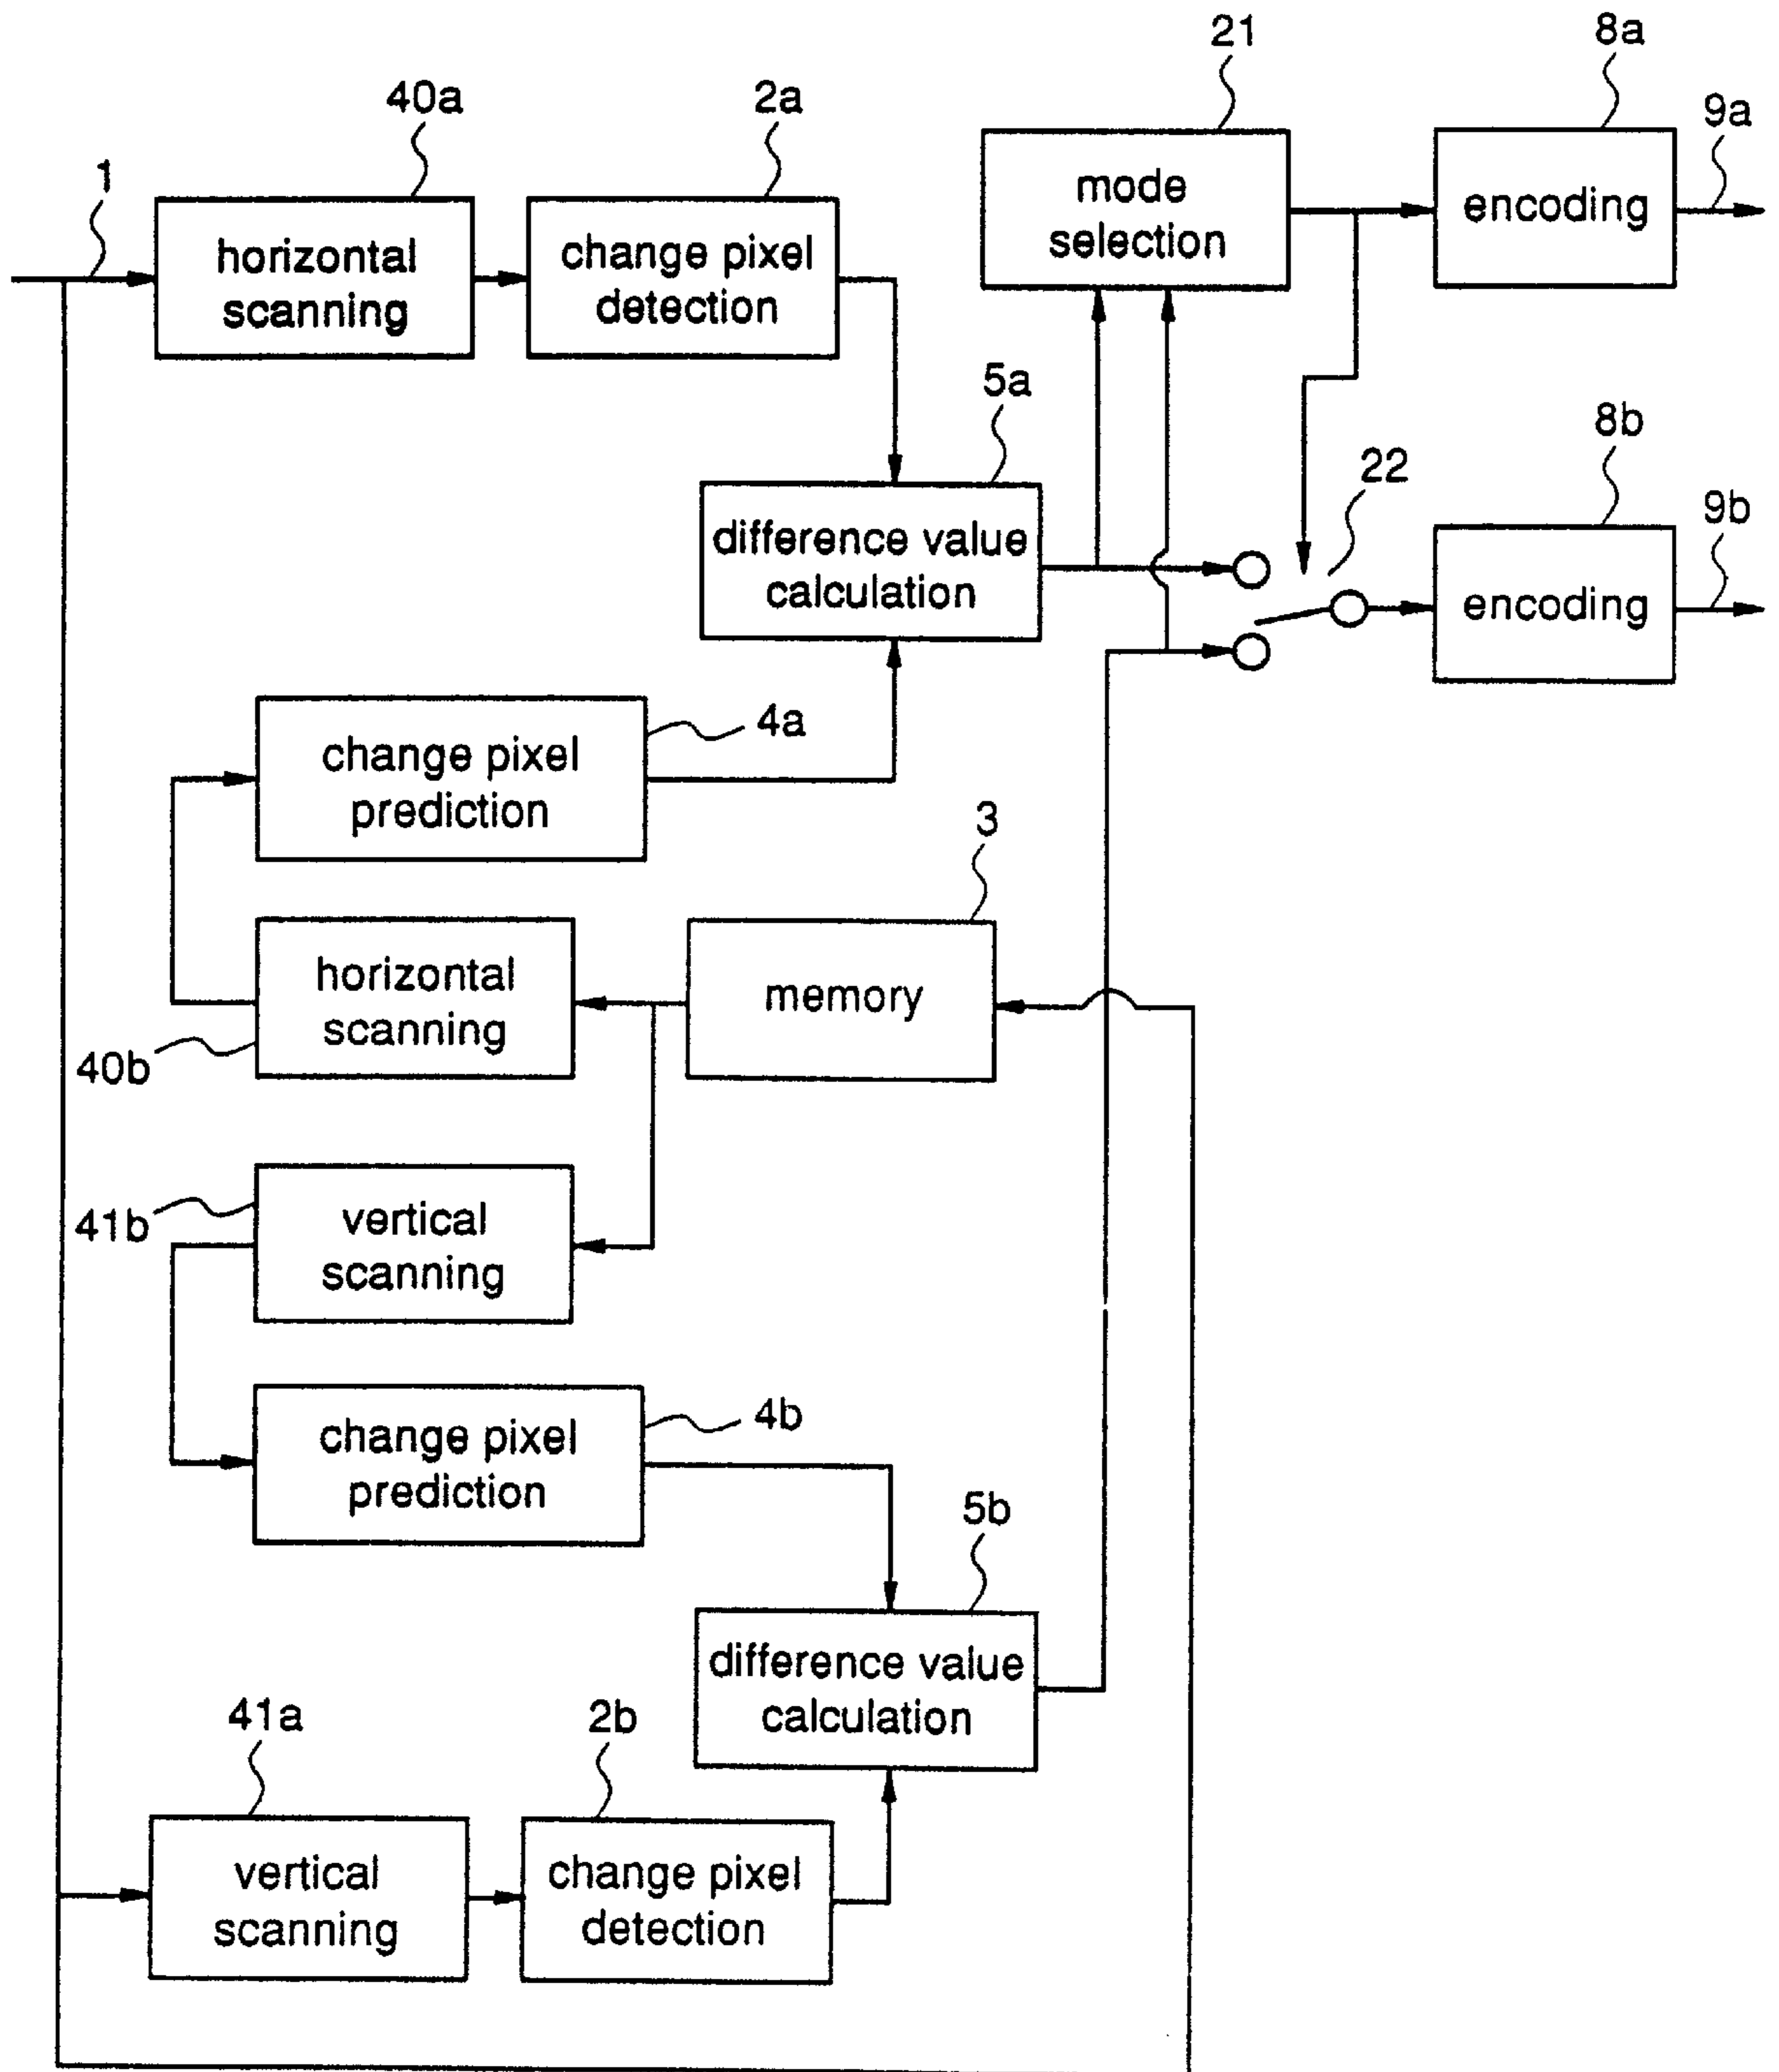 21
8a
40a
2a
9a
1
mode
selection
encoding
horizontal
scanning
change pixel
detection
5a
8b
22
9b
difference value
calculation
encoding
4a
change pixel
prediction
3
horizontal
scanning
memory
40b
41b
vertical
scanning
4b
change pixel
prediction
5b
difference value
calculation
41a
2b
vertical
scanning
change pixel
detection